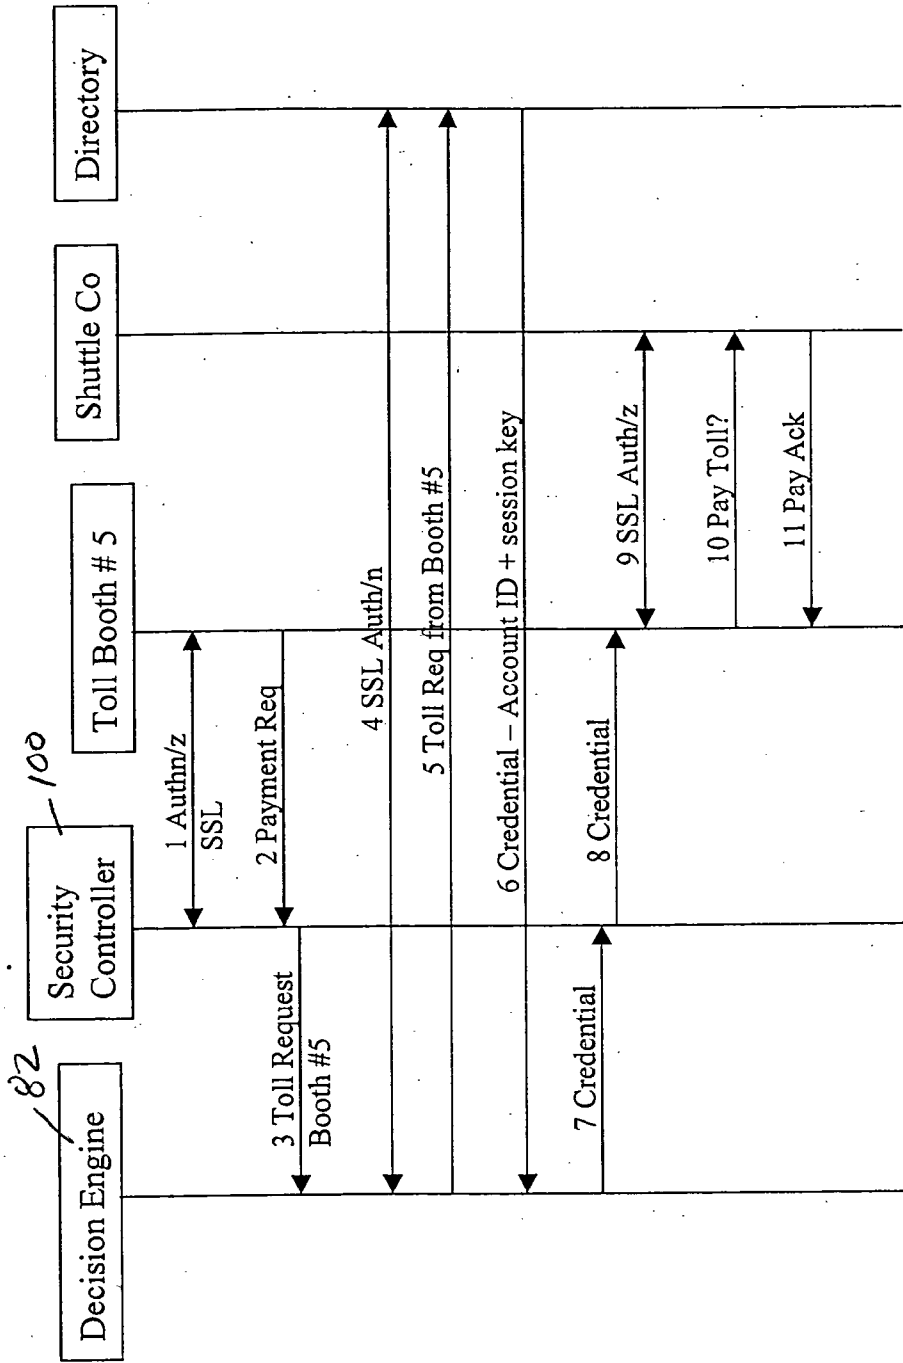 Decision Engine
82
Security
Controller
100
Toll Booth # 5
Shuttle Co
Directory
1 Authn/z
SSL
2 Payment Req
3 Toll Request
Booth #5
4 SSL Auth/n
5 Toll Req from Booth #5
6 Credential – Account ID + session key
7 Credential
8 Credential
9 SSL Auth/z
10 Pay Toll?
11 Pay Ack